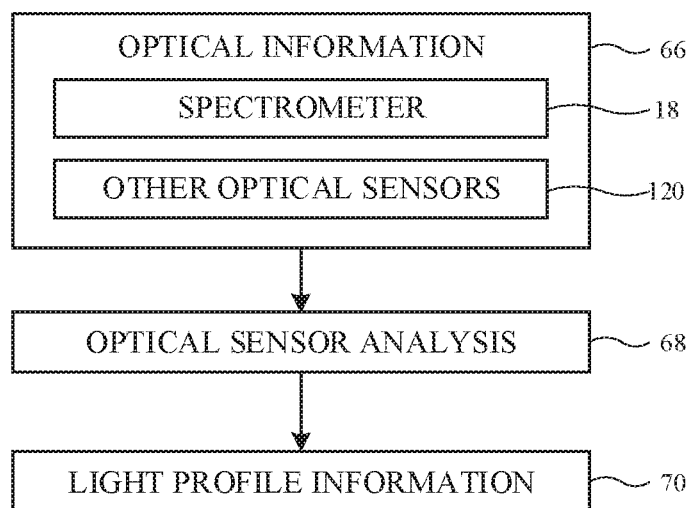 OPTICAL INFORMATION 66
SPECTROMETER 18
OTHER OPTICAL SENSORS 120
OPTICAL SENSOR ANALYSIS 68
LIGHT PROFILE INFORMATION 70